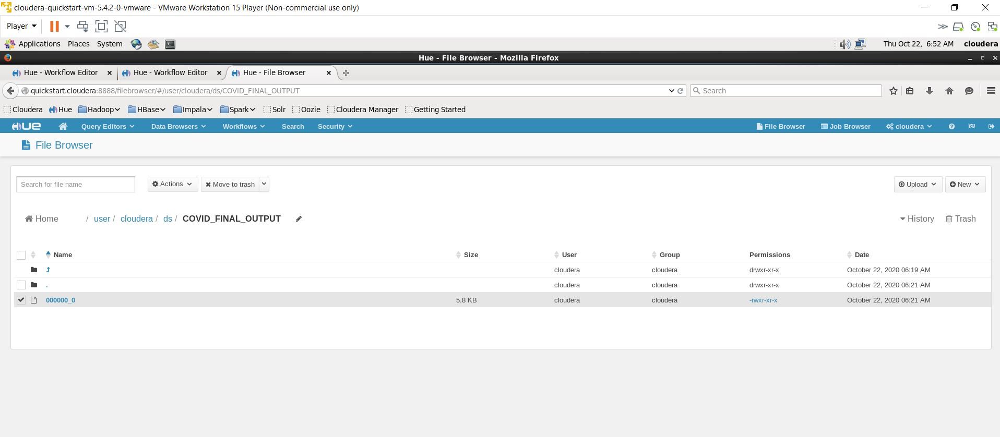 cloudera-quickstart-vm-5.4.2-0-vmware - VMware Workstation 15 Player (Non-commercial use only)
Player
Applications Places System Thu Oct 22, 6:52 AM cloudera
Hue - File Browser - Mozilla Firefox
Hue - Workflow Editor Hue - Workflow Editor Hue - File Browser
quickstart.cloudera:8888/filebrowser/#/user/cloudera/ds/COVID_FINAL_OUTPUT Search
Cloudera Hue Hadoop HBase Impala Spark Solr Oozie Cloudera Manager Getting Started
HUE Query Editors Data Browsers Workflows Search Security File Browser Job Browser cloudera
File Browser
Search for file name Actions Move to trash Upload New
Home / user / cloudera / ds / COVID_FINAL_OUTPUT History Trash
Name Size User Group Permissions Date
cloudera cloudera drwxr-xr-x October 22, 2020 06:19 AM
. cloudera cloudera drwxr-xr-x October 22, 2020 06:21 AM
000000_0 5.8 KB cloudera cloudera -rwxr-xr-x October 22, 2020 06:21 AM